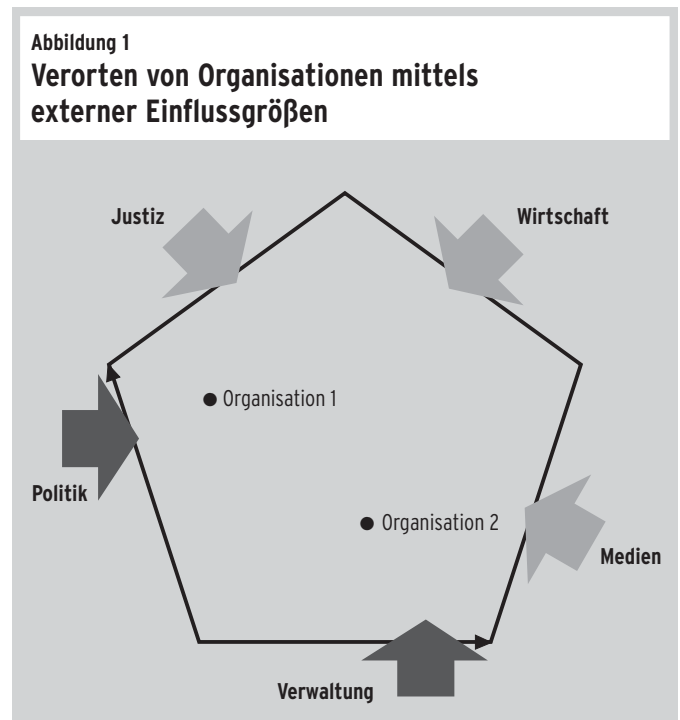 Abbildung 1
Verorten von Organisationen mittels
externer Einflussgrößen
Justiz
Wirtschaft
Organisation 1
Politik
Organisation 2
Medien
Verwaltung